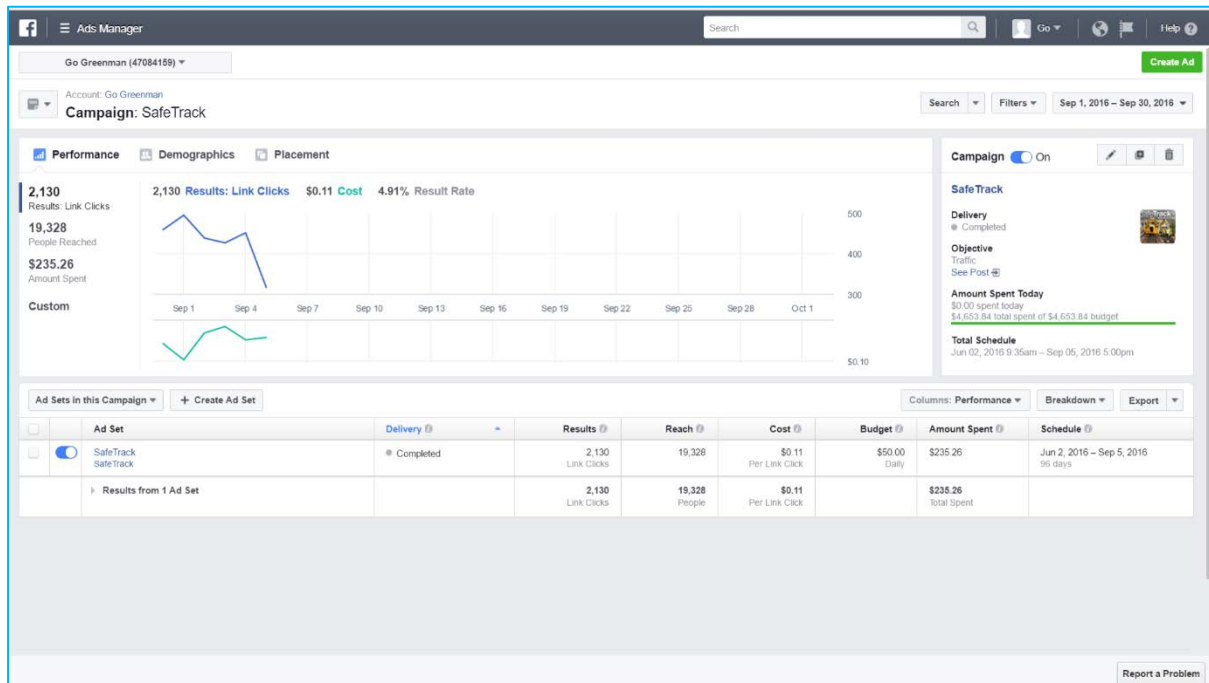 f Ads Manager Search Go Help
Go Greenman (47084159) Create Ad
Account: Go Greenman
Campaign: SafeTrack
Search Filters Sep 1, 2016 – Sep 30, 2016
Performance Demographics Placement
2,130
Results: Link Clicks
19,328
People Reached
$235.26
Amount Spent
Custom
2,130 Results: Link Clicks $0.11 Cost 4.91% Result Rate
500
400
300
Sep 1 Sep 4 Sep 7 Sep 10 Sep 13 Sep 16 Sep 19 Sep 22 Sep 25 Sep 28 Oct 1
$0.10
Campaign On
SafeTrack
Delivery
Completed
Track
Objective
Traffic
See Post
Amount Spent Today
$0.00 spent today
$4,653.84 total spent of $4,653.84 budget
Total Schedule
Jun 02, 2016 9:35am – Sep 05, 2016 5:00pm
Ad Sets in this Campaign + Create Ad Set Columns: Performance Breakdown Export
Ad Set Delivery Results Reach Cost Budget Amount Spent Schedule
SafeTrack Completed 2,130 19,328 $0.11 $50.00 $235.26 Jun 2, 2016 – Sep 5, 2016
SafeTrack Link Clicks Per Link Click Daily 96 days
Results from 1 Ad Set 2,130 19,328 $0.11 $235.26
Link Clicks People Per Link Click Total Spent
Report a Problem